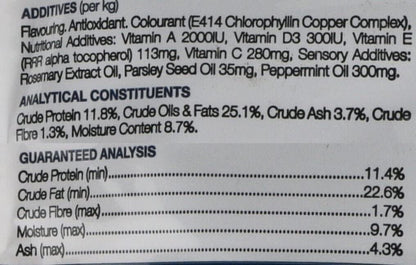 ADDITIVES (per kg)
Flavouring. Antioxidant. Colourant (E414 Chlorophyllin Copper Complex),
Nutritional Additives: Vitamin A 2000IU, Vitamin D3 300IU, Vitamin E
(RRR alpha tocopherol) 113mg, Vitamin C 280mg, Sensory Additives:
Rosemary Extract Oil, Parsley Seed Oil 35mg, Peppermint Oil 300mg.
ANALYTICAL CONSTITUENTS
Crude Protein 11.8%, Crude Oils & Fats 25.1%, Crude Ash 3.7%, Crude
Fibre 1.3%, Moisture Content 8.7%.
GUARANTEED ANALYSIS
Crude Protein (min)..........11.4%
Crude Fat (min)..........22.6%
Crude Fibre (max)..........1.7%
Moisture (max)..........9.7%
Ash (max)..........4.3%